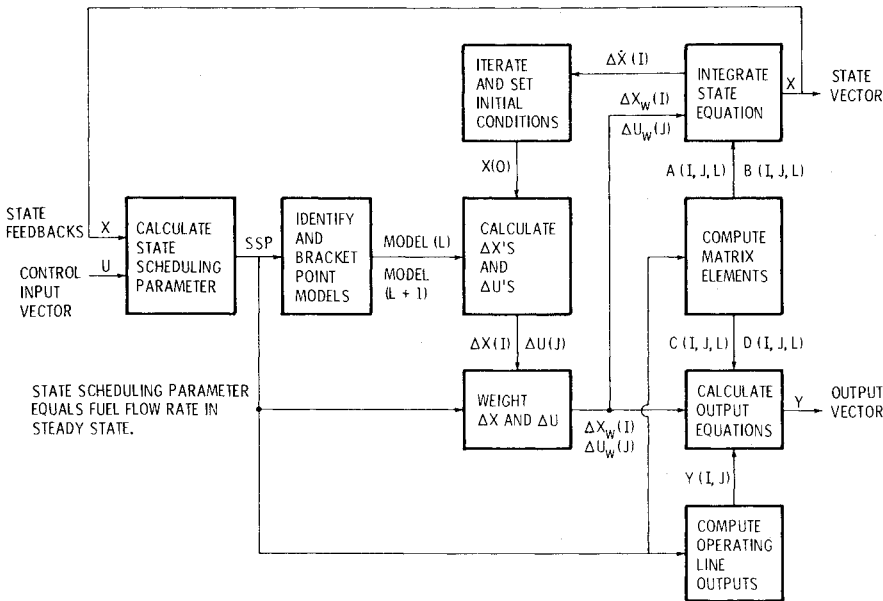 ITERATE
AND SET
INITIAL
CONDITIONS
ΔẊ (I)
ΔX_W (I)
ΔU_W (J)
INTEGRATE
STATE
EQUATION
X
STATE
VECTOR
X(O)
A (I, J, L)
B (I, J, L)
STATE
FEEDBACKS
X
CONTROL
INPUT
VECTOR
U
CALCULATE
STATE
SCHEDULING
PARAMETER
SSP
IDENTIFY
AND
BRACKET
POINT
MODELS
MODEL (L)
MODEL
(L + 1)
CALCULATE
ΔX'S
AND
ΔU'S
COMPUTE
MATRIX
ELEMENTS
ΔX(I)
ΔU(J)
C (I, J, L)
D (I, J, L)
STATE SCHEDULING PARAMETER
EQUALS FUEL FLOW RATE IN
STEADY STATE.
WEIGHT
ΔX AND ΔU
ΔX_W (I)
ΔU_W (J)
CALCULATE
OUTPUT
EQUATIONS
Y
OUTPUT
VECTOR
Y (I, J)
COMPUTE
OPERATING
LINE
OUTPUTS